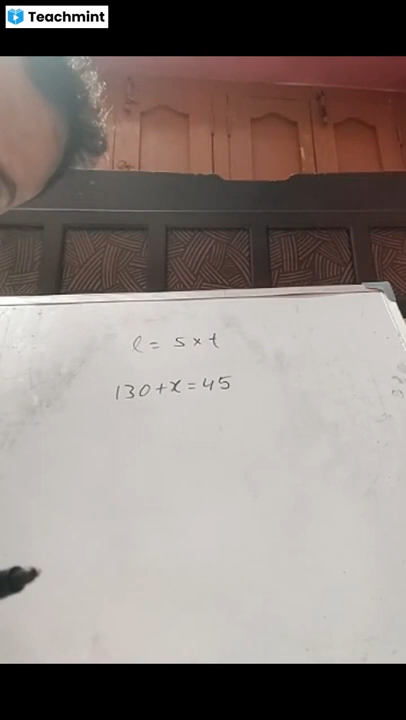 Teachmint
l = s × t
130 + x = 45